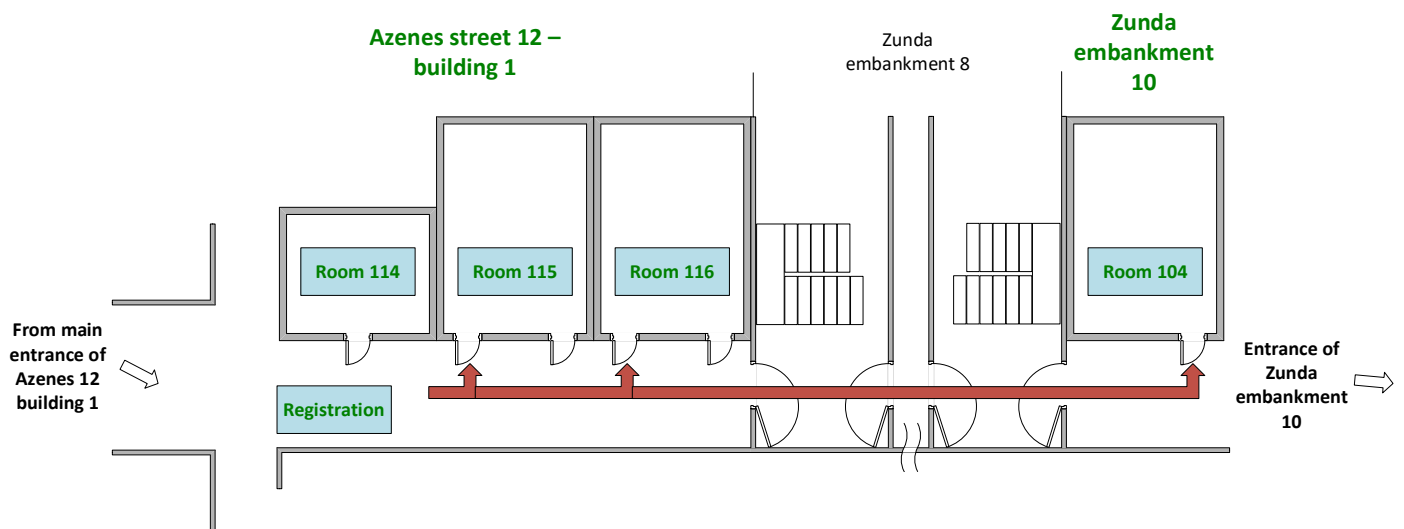 Azenes street 12 –
building 1
Zunda
embankment 8
Zunda
embankment
10
Room 114
Room 115
Room 116
Room 104
From main
entrance of
Azenes 12
building 1
Registration
Entrance of
Zunda
embankment
10